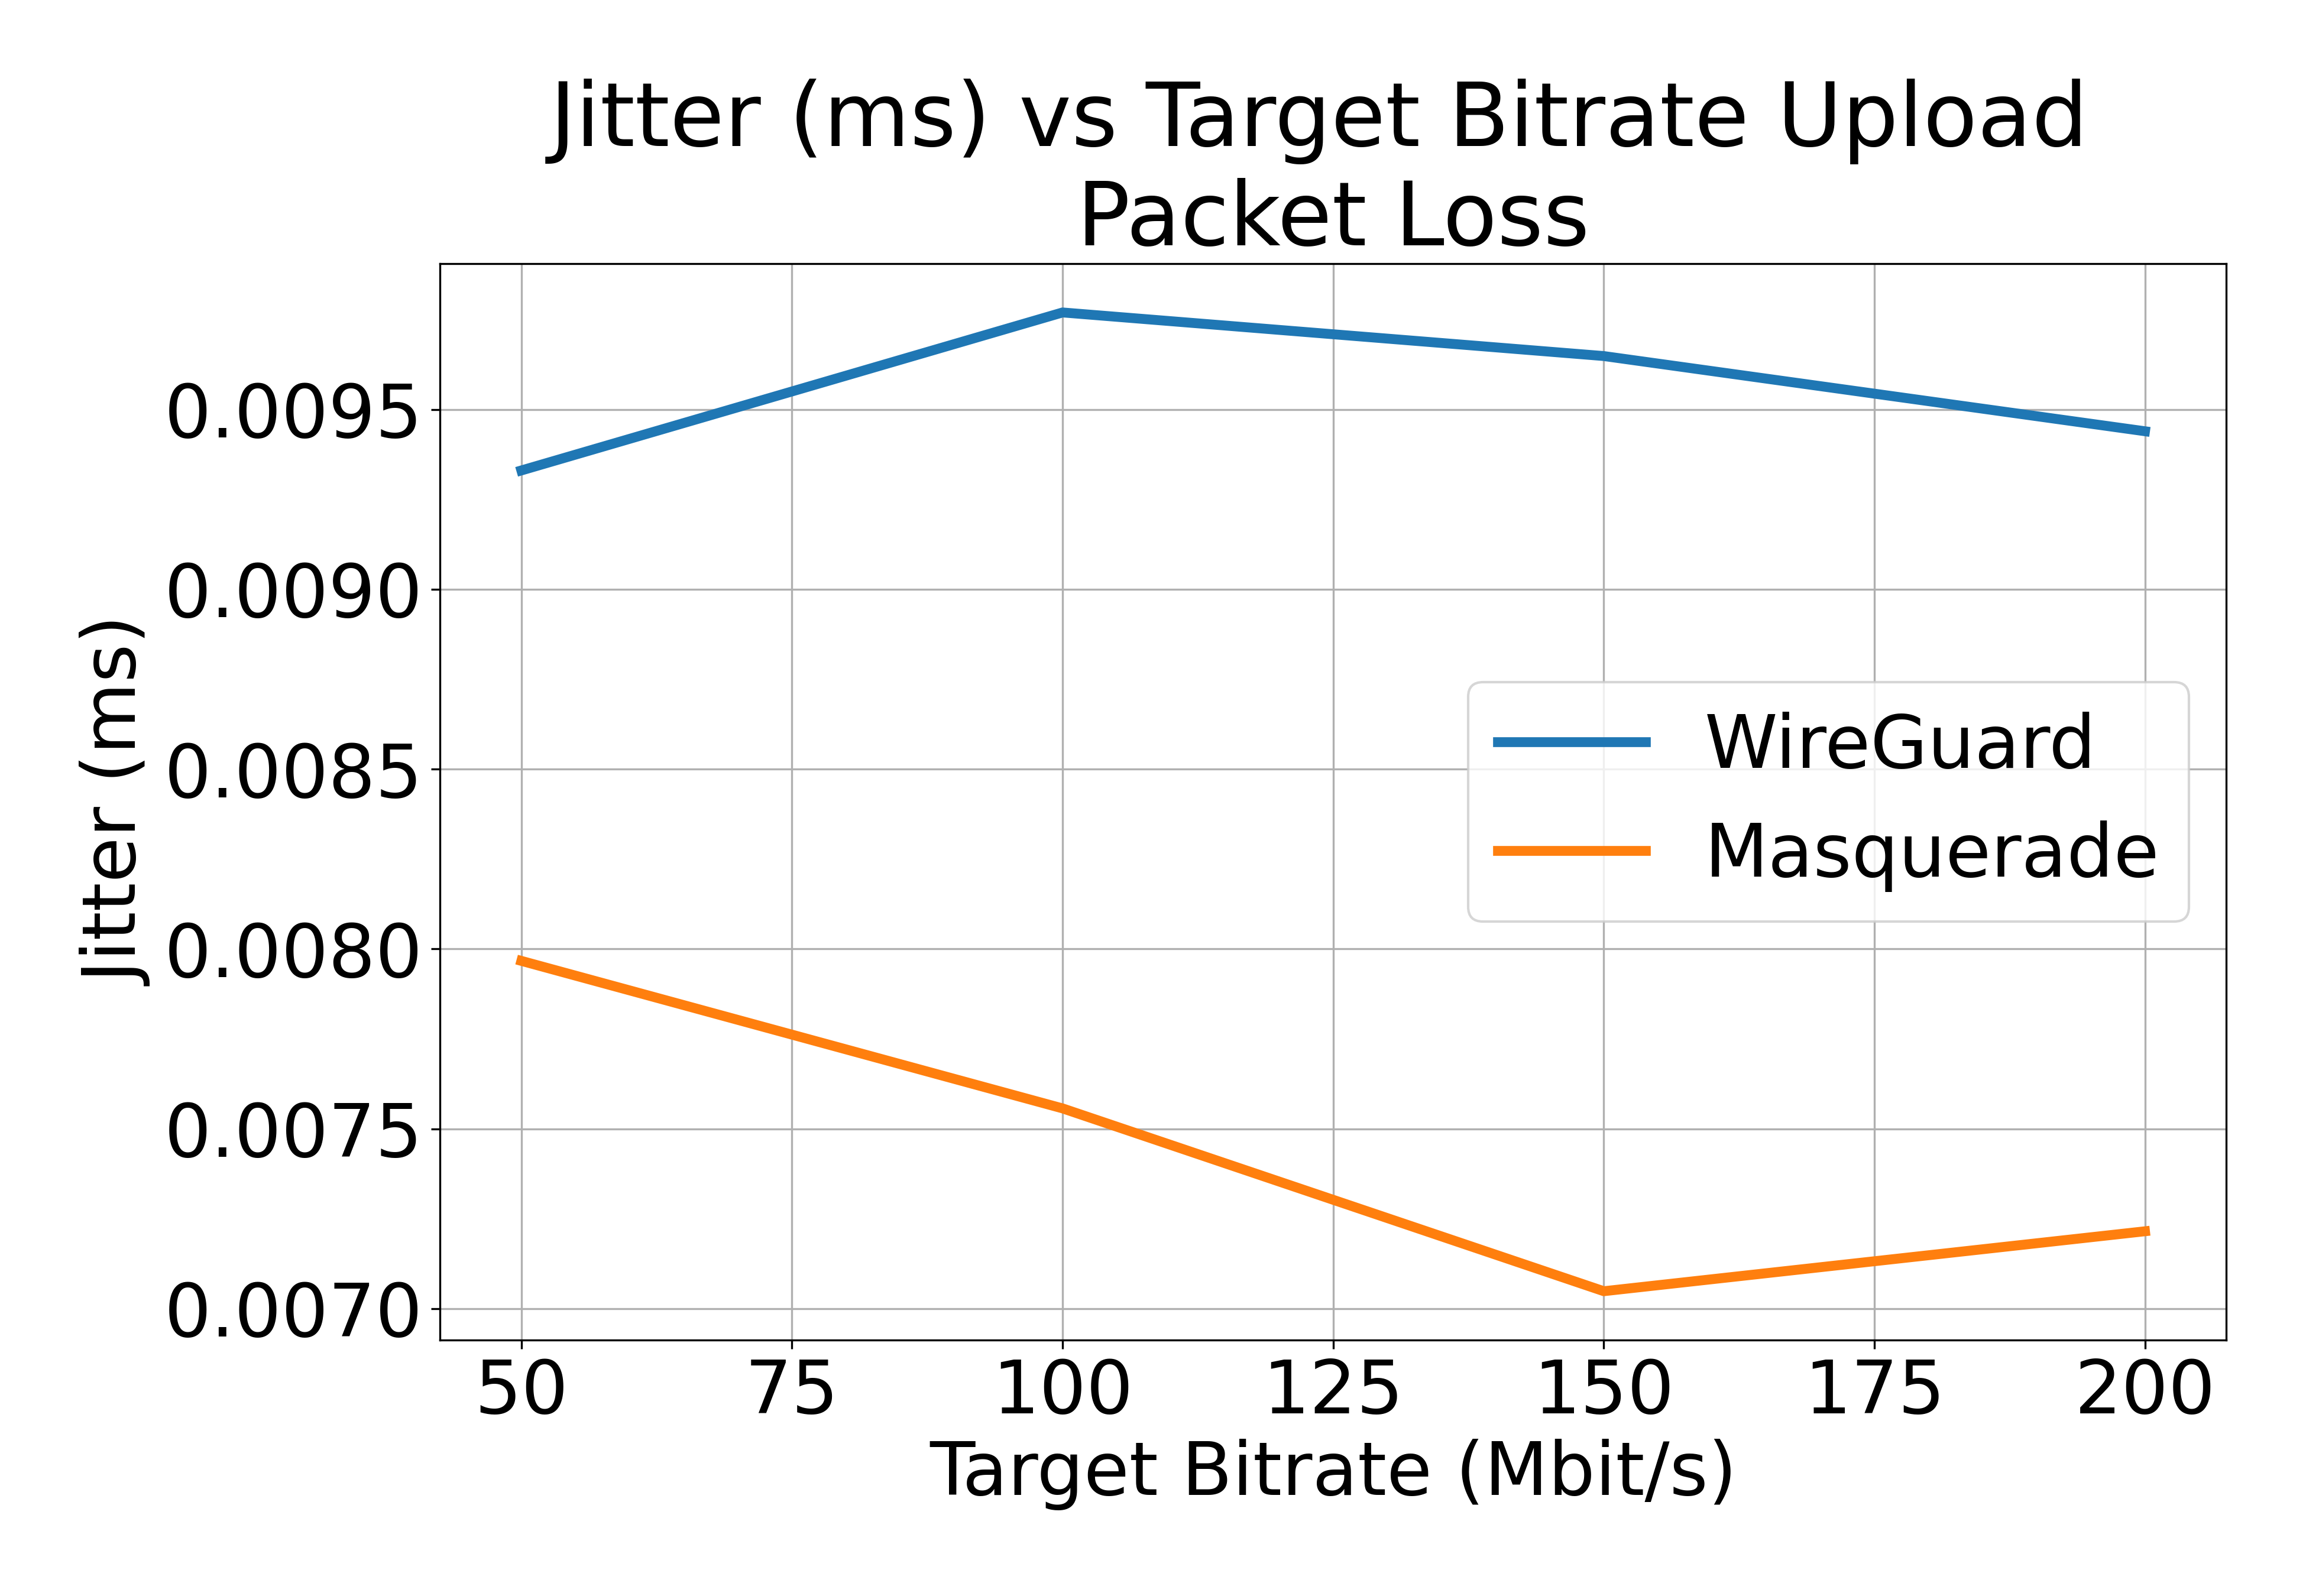 Jitter (ms) vs Target Bitrate Upload
Packet Loss
Jitter (ms)
0.0095
0.0090
0.0085
0.0080
0.0075
0.0070
WireGuard
Masquerade
50 75 100 125 150 175 200
Target Bitrate (Mbit/s)